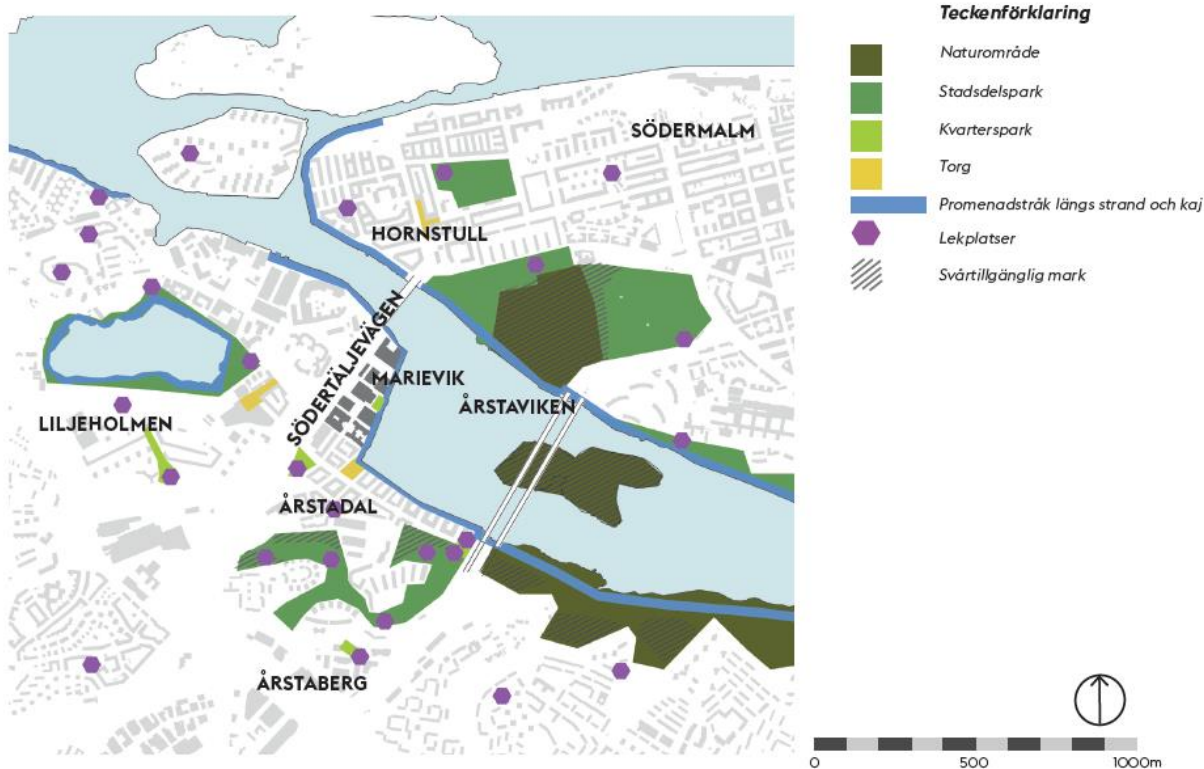 Teckenförklaring
Naturområde
Stadsdelspark
Kvarterspark
Torg
Promenadstråk längs strand och kaj
Lekplatser
Svårtillgänglig mark
SÖDERMALM
HORNSTULL
SÖDERTÄLJEVÄGEN
MARIEVIK
ÅRSTAVIKEN
LILJEHOLMEN
ÅRSTADAL
ÅRSTABERG
0 500 1000m